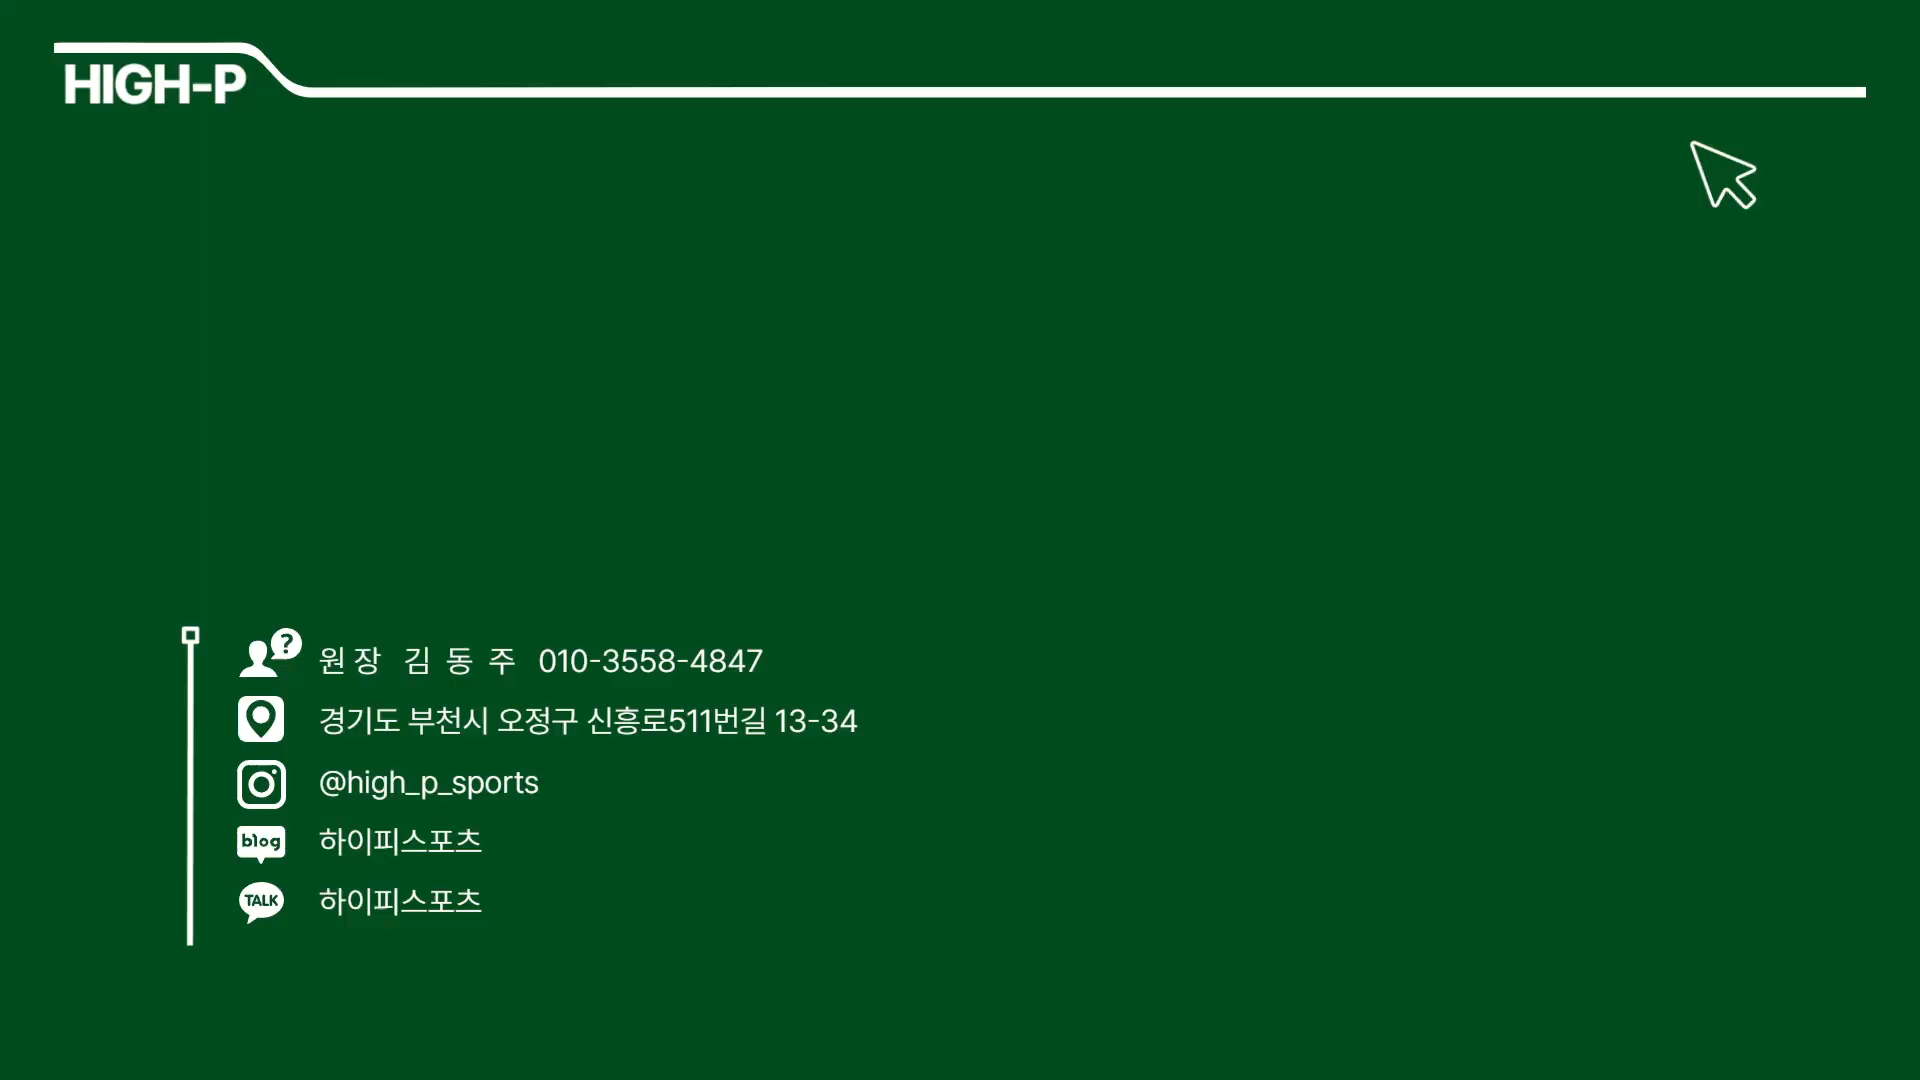 HIGH-P
? 원장 김동주 010-3558-4847
경기도 부천시 오정구 신흥로511번길 13-34
@high_p_sports
blog 하이피스포츠
TALK 하이피스포츠